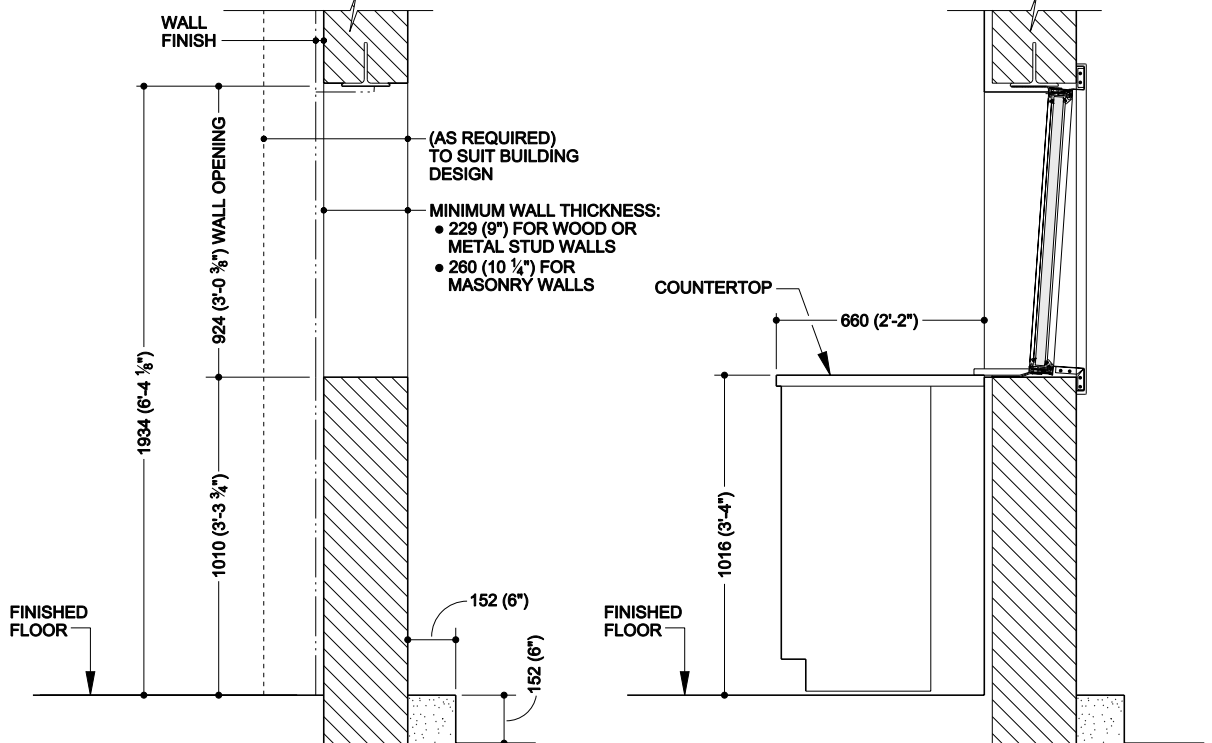 WALL
FINISH
924 (3'-0 ⅜") WALL OPENING
1934 (6'-4 ⅛")
1010 (3'-3 ¾")
(AS REQUIRED)
TO SUIT BUILDING
DESIGN
MINIMUM WALL THICKNESS:
● 229 (9") FOR WOOD OR
METAL STUD WALLS
● 260 (10 ¼") FOR
MASONRY WALLS
FINISHED
FLOOR
152 (6")
152 (6")
COUNTERTOP
660 (2'-2")
1016 (3'-4")
FINISHED
FLOOR